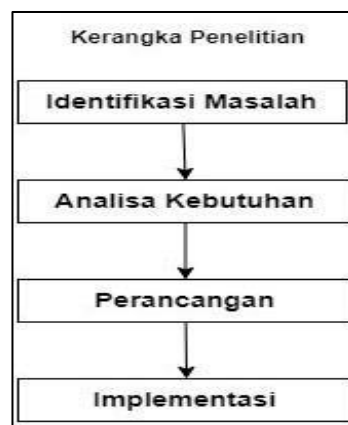 Kerangka Penelitian
Identifikasi Masalah
Analisa Kebutuhan
Perancangan
Implementasi